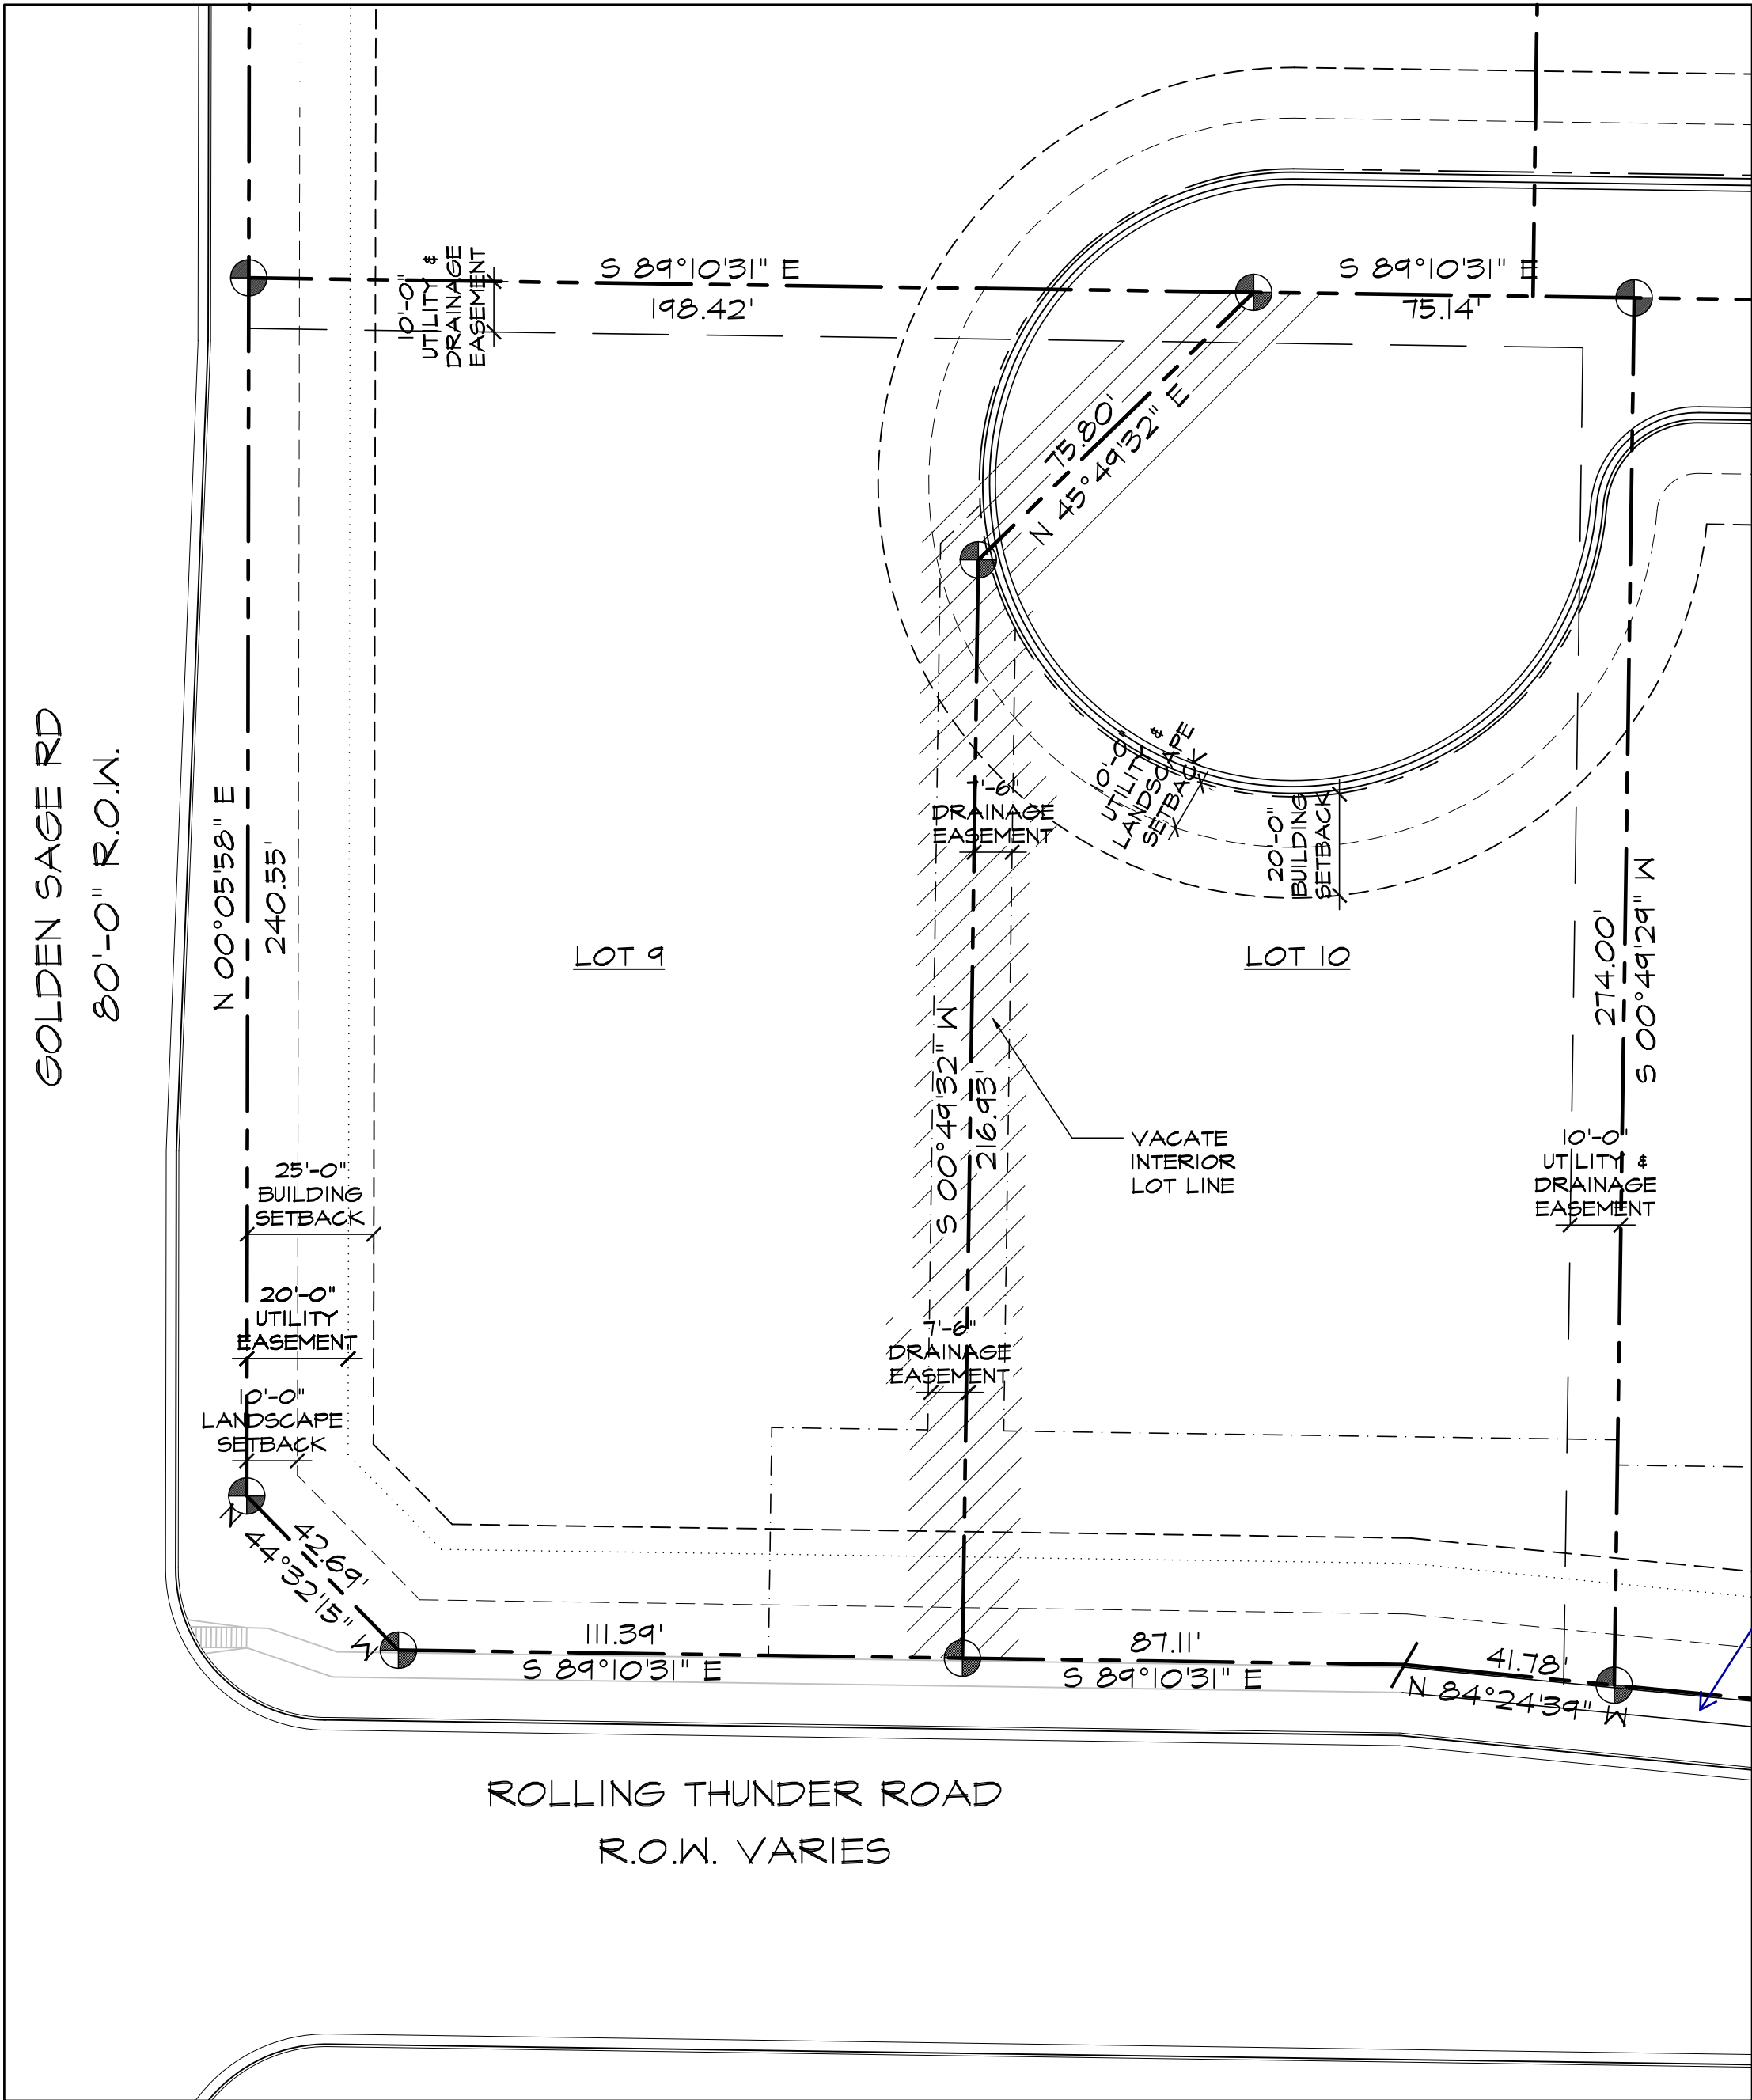 S 89°10'31" E
198.42'
S 89°10'31" E
75.14'
10'-0"
UTILITY &
DRAINAGE
EASEMENT
75.80'
N 45°49'32" E
GOLDEN SAGE RD
80'-0" R.O.W.
N 00°05'58" E
240.55'
7'-6"
DRAINAGE
EASEMENT
UTILITY &
LANDSCAPE
SETBACK
20'-0"
BUILDING
SETBACK
LOT 9
LOT 10
274.00'
S 00°49'29" W
S 00°49'32" W
216.93'
VACATE
INTERIOR
LOT LINE
10'-0"
UTILITY &
DRAINAGE
EASEMENT
25'-0"
BUILDING
SETBACK
20'-0"
UTILITY
EASEMENT
7'-6"
DRAINAGE
EASEMENT
10'-0"
LANDSCAPE
SETBACK
42.69'
N 44°32'15" W
111.39'
S 89°10'31" E
87.11'
S 89°10'31" E
41.78'
N 84°24'39" W
ROLLING THUNDER ROAD
R.O.W. VARIES